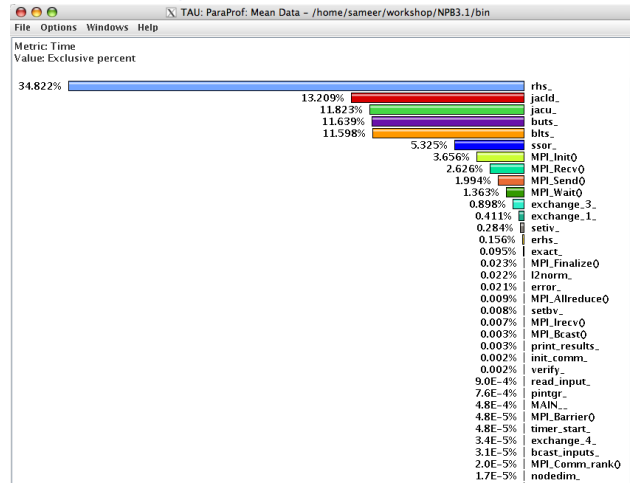 TAU: ParaProf: Mean Data – /home/sameer/workshop/NPB3.1/bin
File Options Windows Help
Metric: Time
Value: Exclusive percent
34.822% rhs_
13.209% jacld_
11.823% jacu_
11.639% buts_
11.598% blts_
5.325% ssor_
3.656% MPI_Init()
2.626% MPI_Recv()
1.994% MPI_Send()
1.363% MPI_Wait()
0.898% exchange_3_
0.411% exchange_1_
0.284% setiv_
0.156% erhs_
0.095% exact_
0.023% MPI_Finalize()
0.022% l2norm_
0.021% error_
0.009% MPI_Allreduce()
0.008% setbv_
0.007% MPI_Irecv()
0.003% MPI_Bcast()
0.003% print_results_
0.002% init_comm_
0.002% verify_
9.0E-4% read_input_
7.6E-4% pintgr_
4.8E-4% MAIN__
4.8E-5% MPI_Barrier()
4.8E-5% timer_start_
3.4E-5% exchange_4_
3.1E-5% bcast_inputs_
2.0E-5% MPI_Comm_rank()
1.7E-5% nodedim_